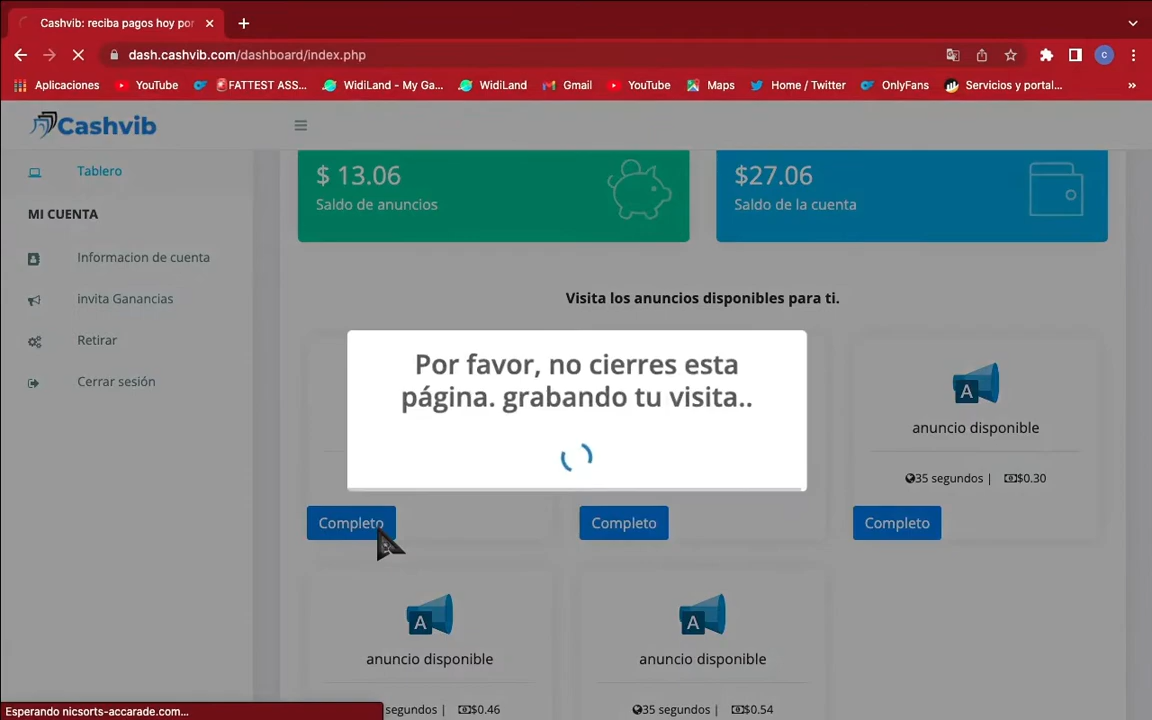 Cashvib: reciba pagos hoy por
dash.cashvib.com/dashboard/index.php
C
Aplicaciones
YouTube
FATTEST ASS...
WidiLand - My Ga...
WidiLand
Gmail
YouTube
Maps
Home / Twitter
OnlyFans
Servicios y portal...
»
Cashvib
Tablero
MI CUENTA
Informacion de cuenta
invita Ganancias
Retirar
Cerrar sesión
$ 13.06
Saldo de anuncios
$27.06
Saldo de la cuenta
Visita los anuncios disponibles para ti.
Por favor, no cierres esta
página. grabando tu visita..
A
anuncio disponible
35 segundos | $0.30
Completo
Completo
Completo
A
anuncio disponible
segundos | $0.46
A
anuncio disponible
35 segundos | $0.54
Esperando nicsorts-accarade.com...